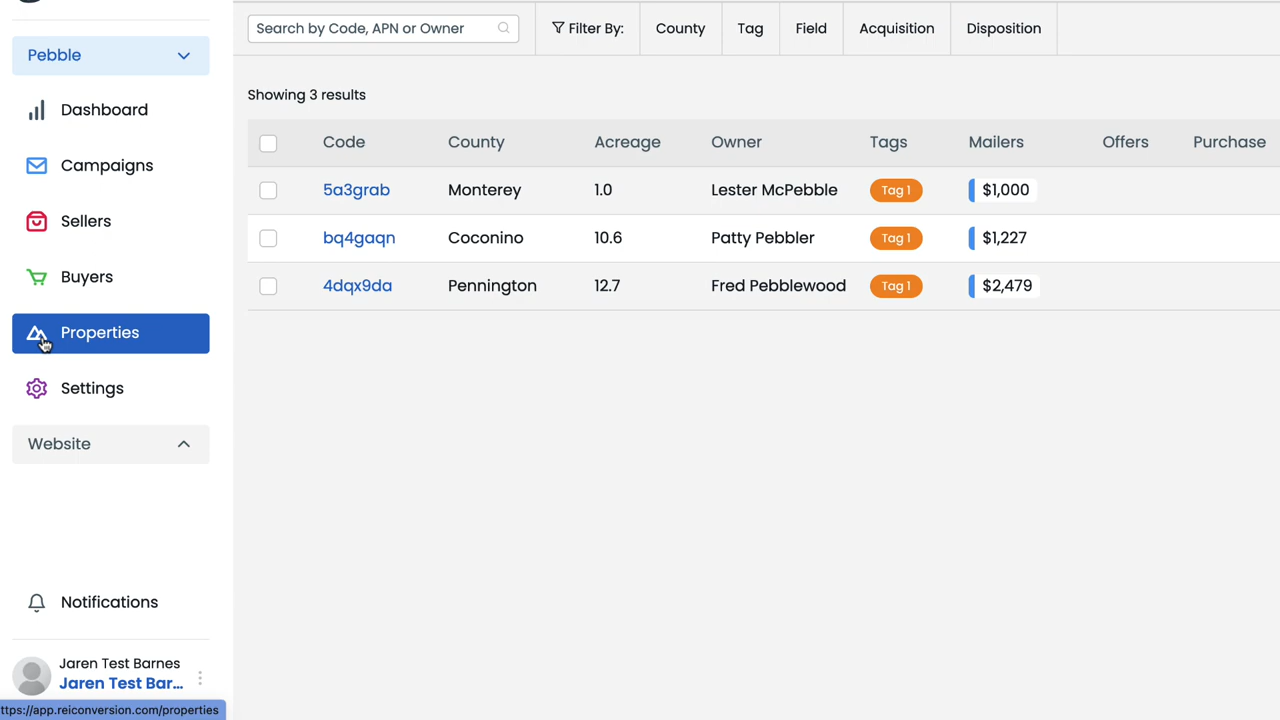 Pebble
Dashboard
Campaigns
Sellers
Buyers
Properties
Settings
Website
Notifications
Jaren Test Barnes
Jaren Test Bar...
ttps://app.reiconversion.com/properties
Search by Code, APN or Owner
Filter By: County Tag Field Acquisition Disposition
Showing 3 results
Code County Acreage Owner Tags Mailers Offers Purchase
5a3grab Monterey 1.0 Lester McPebble Tag 1 $1,000
bq4gaqn Coconino 10.6 Patty Pebbler Tag 1 $1,227
4dqx9da Pennington 12.7 Fred Pebblewood Tag 1 $2,479